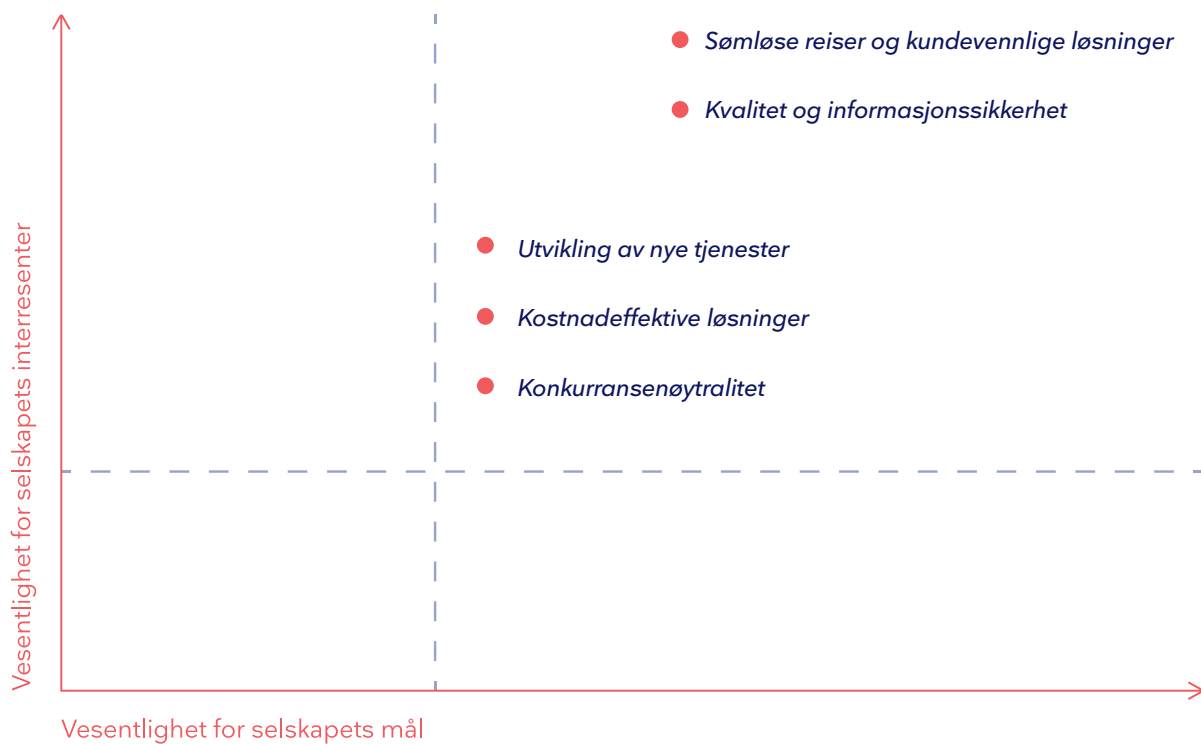 Sømløse reiser og kundevennlige løsninger
Kvalitet og informasjonssikkerhet
Utvikling av nye tjenester
Kostnadeffektive løsninger
Konkurransenøytralitet
Vesentlighet for selskapets interresenter
Vesentlighet for selskapets mål